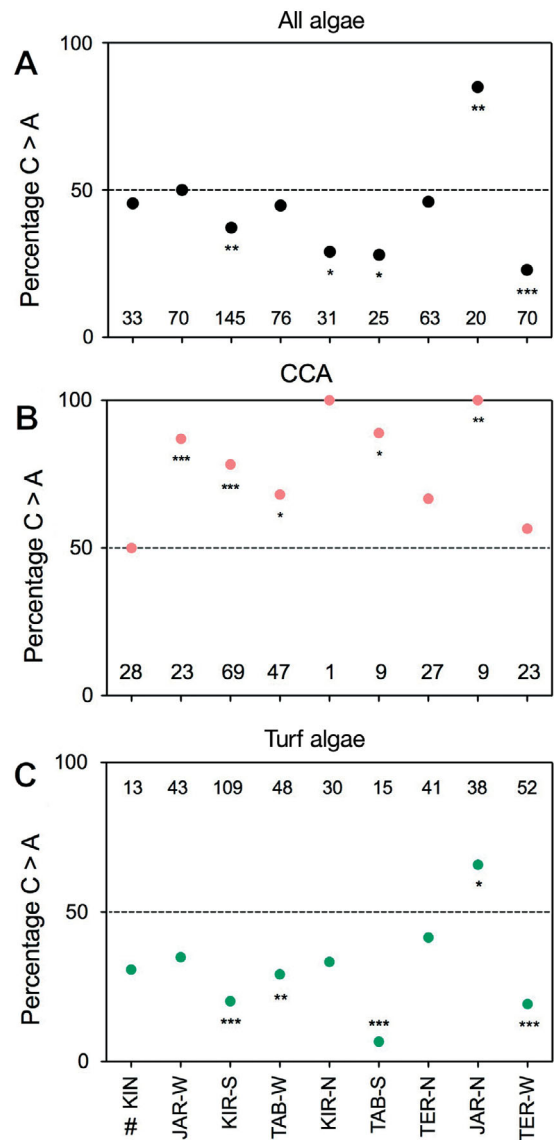 All algae
A
Percentage C > A
100
50
0
** * * ** ***
33 70 145 76 31 25 63 20 70
CCA
B
Percentage C > A
100
50
0
*** *** * * **
28 23 69 47 1 9 27 9 23
Turf algae
C
Percentage C > A
100
50
0
13 43 109 48 30 15 41 38 52
*** ** *** * ***
# KIN
JAR-W
KIR-S
TAB-W
KIR-N
TAB-S
TER-N
JAR-N
TER-W